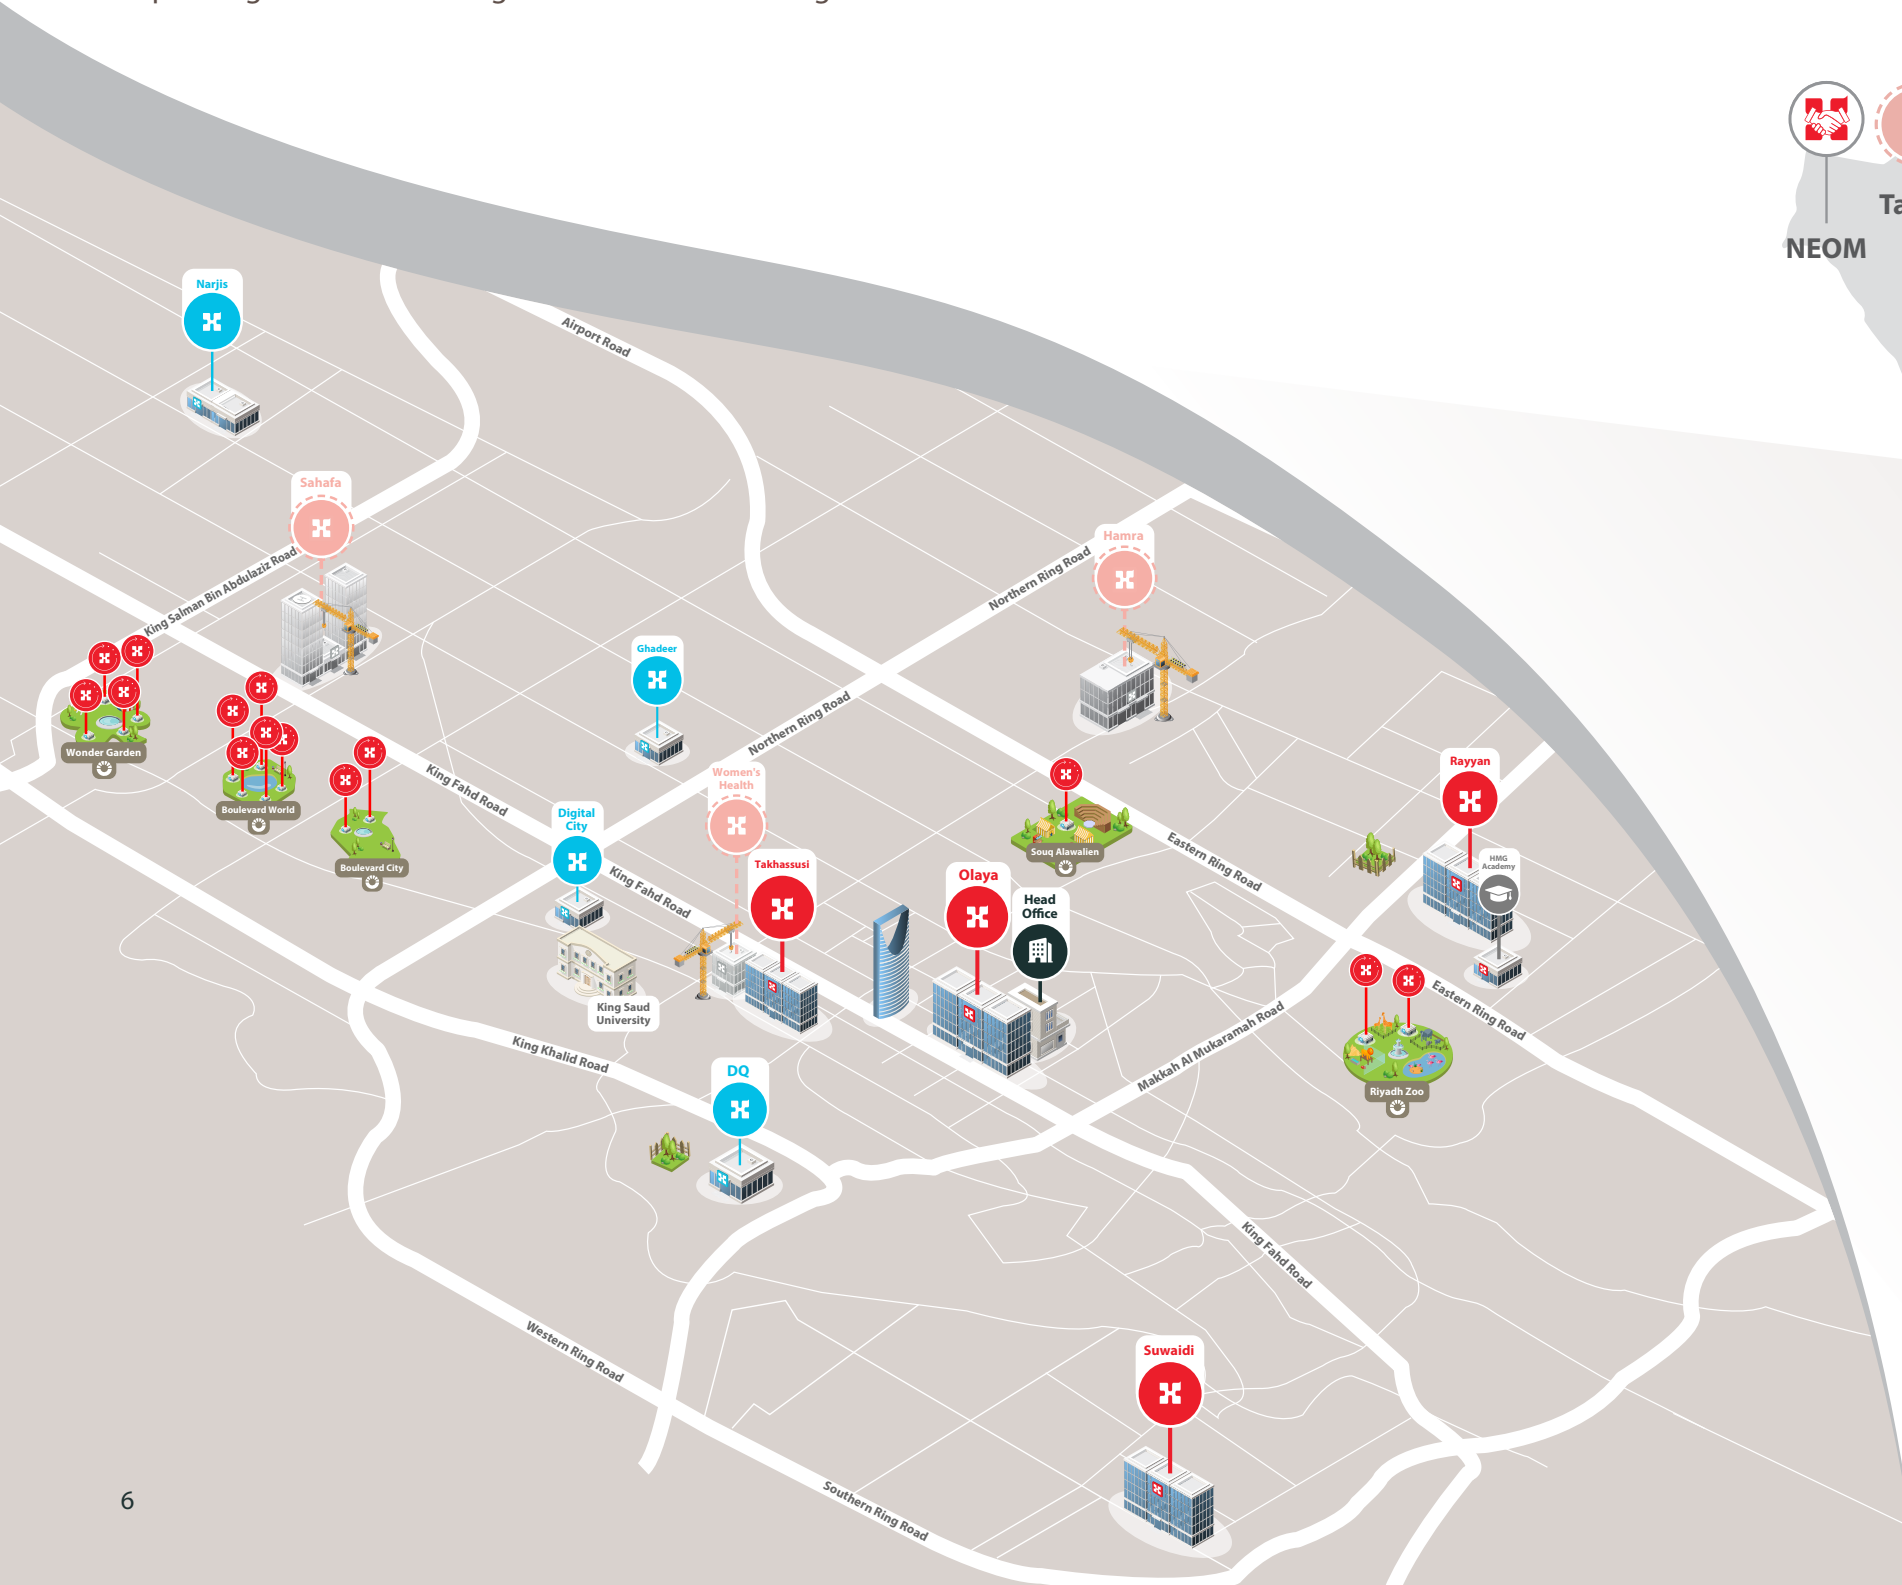 NEOM
Narjis
Airport Road
Sahafa
Hamra
Northern Ring Road
King Salman Bin Abdulaziz Road
Ghadeer
Northern Ring Road
Wonder Garden
Women's
Health
Rayyan
King Fahd Road
Boulevard World
Digital
City
Boulevard City
Souq Alawalien
Eastern Ring Road
HMG
Academy
Takhassusi
King Fahd Road
Olaya
Head
Office
King Saud
University
Eastern Ring Road
King Khalid Road
Makkah Al Mukaramah Road
DQ
Riyadh Zoo
King Fahd Road
Western Ring Road
Suwaidi
6
Southern Ring Road